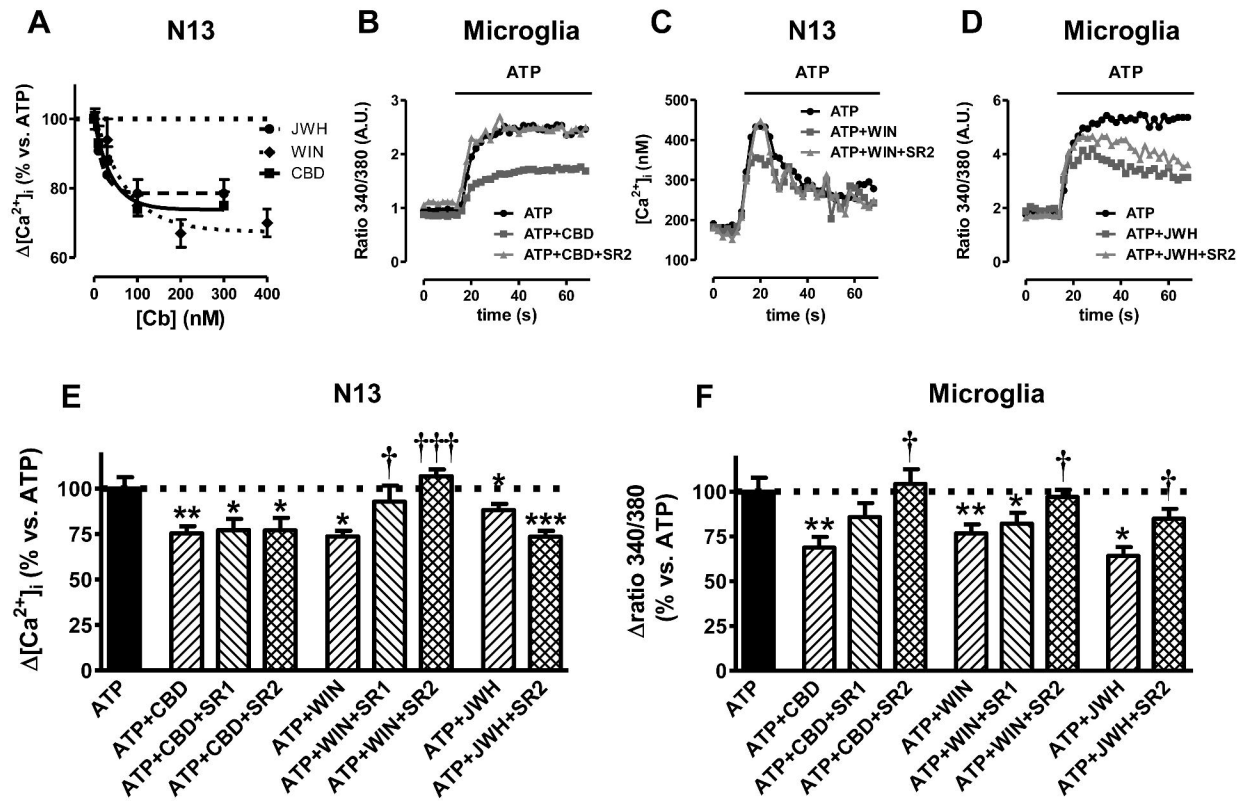 A
N13
Δ[Ca2+]i (% vs. ATP)
100
80
60
0
100
200
300
400
[Cb] (nM)
JWH
WIN
CBD
B
Microglia
ATP
Ratio 340/380 (A.U.)
3
2
1
0
0
20
40
60
time (s)
ATP
ATP+CBD
ATP+CBD+SR2
C
N13
ATP
[Ca2+]i (nM)
500
400
300
200
100
0
20
40
60
time (s)
ATP
ATP+WIN
ATP+WIN+SR2
D
Microglia
ATP
Ratio 340/380 (A.U.)
6
4
2
0
0
20
40
60
time (s)
ATP
ATP+JWH
ATP+JWH+SR2
E
N13
Δ[Ca2+]i (% vs. ATP)
100
75
50
25
0
**
*
*
*
†
†††
*
***
ATP
ATP+CBD
ATP+CBD+SR1
ATP+CBD+SR2
ATP+WIN
ATP+WIN+SR1
ATP+WIN+SR2
ATP+JWH
ATP+JWH+SR2
F
Microglia
Δratio 340/380
(% vs. ATP)
100
75
50
25
0
**
†
**
*
†
*
†
ATP
ATP+CBD
ATP+CBD+SR1
ATP+CBD+SR2
ATP+WIN
ATP+WIN+SR1
ATP+WIN+SR2
ATP+JWH
ATP+JWH+SR2